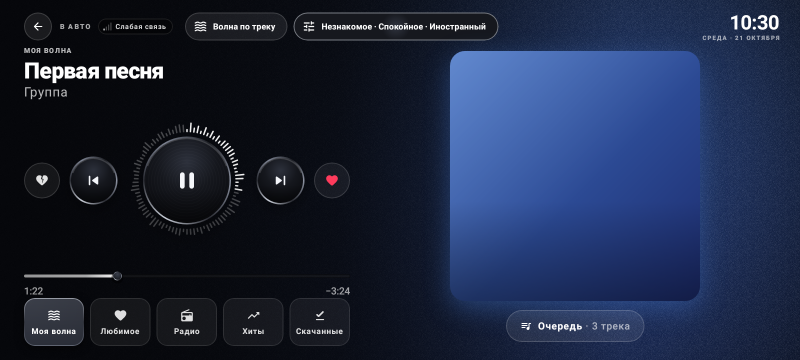 В АВТО
Слабая связь
Волна по треку
Незнакомое · Спокойное · Иностранный
10:30
СРЕДА · 21 ОКТЯБРЯ
МОЯ ВОЛНА
Первая песня
Группа
1:22
−3:24
Моя волна
Любимое
Радио
Хиты
Скачанные
Очередь · 3 трека